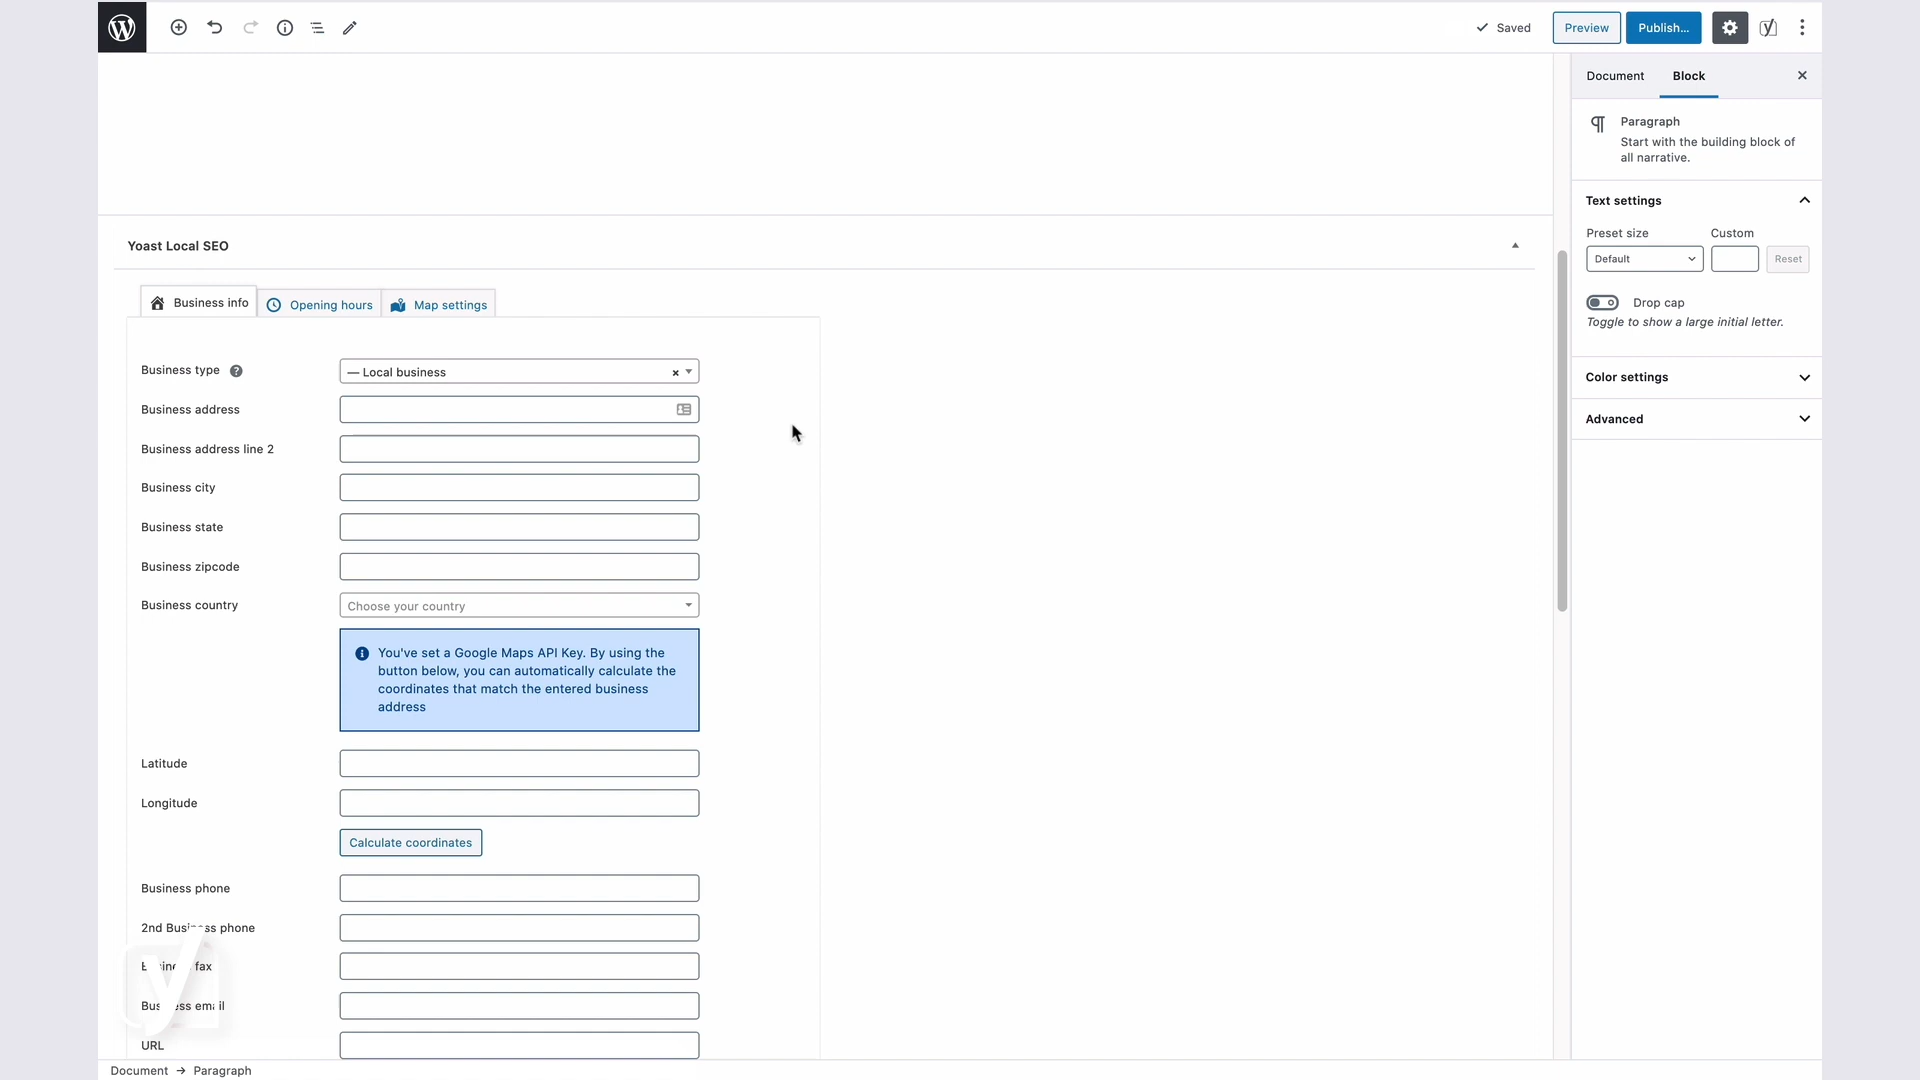 Saved
Preview
Publish...
Document
Block
Paragraph
Start with the building block of
all narrative.
Text settings
Preset size
Custom
Default
Reset
Drop cap
Toggle to show a large initial letter.
Color settings
Advanced
Yoast Local SEO
Business info
Opening hours
Map settings
Business type
— Local business
Business address
Business address line 2
Business city
Business state
Business zipcode
Business country
Choose your country
You've set a Google Maps API Key. By using the
button below, you can automatically calculate the
coordinates that match the entered business
address
Latitude
Longitude
Calculate coordinates
Business phone
2nd Business phone
Business fax
Business email
URL
Document → Paragraph